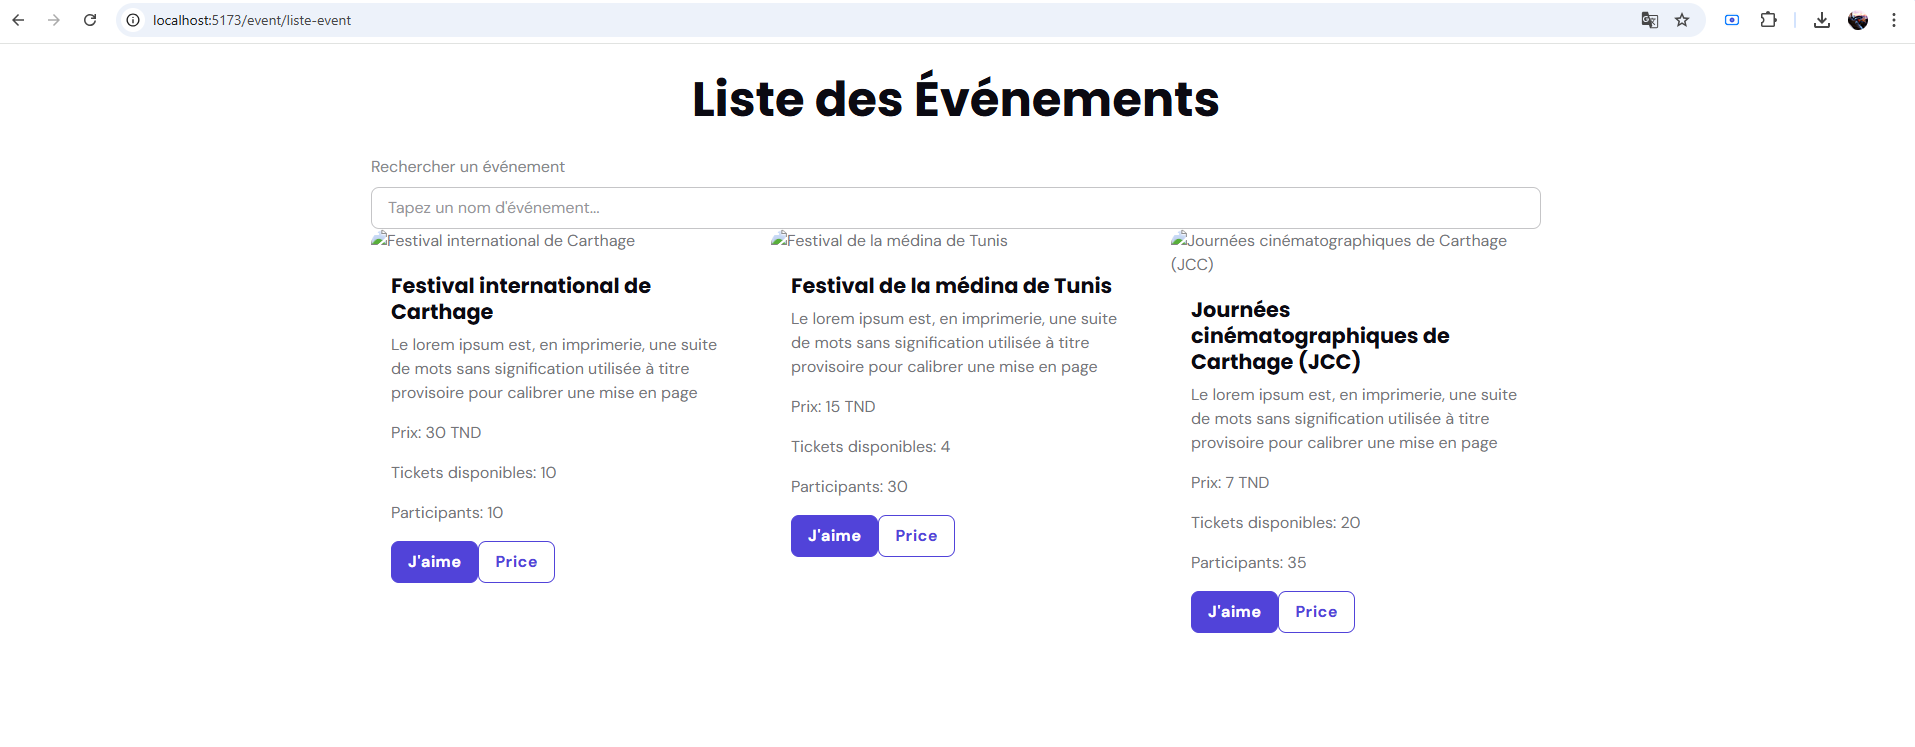 localhost:5173/event/liste-event
Liste des Événements
Rechercher un événement
Tapez un nom d'événement...
Festival international de Carthage
Festival international de
Carthage
Le lorem ipsum est, en imprimerie, une suite
de mots sans signification utilisée à titre
provisoire pour calibrer une mise en page
Prix: 30 TND
Tickets disponibles: 10
Participants: 10
J'aime
Price
Festival de la médina de Tunis
Festival de la médina de Tunis
Le lorem ipsum est, en imprimerie, une suite
de mots sans signification utilisée à titre
provisoire pour calibrer une mise en page
Prix: 15 TND
Tickets disponibles: 4
Participants: 30
J'aime
Price
Journées cinématographiques de Carthage
(JCC)
Journées
cinématographiques de
Carthage (JCC)
Le lorem ipsum est, en imprimerie, une suite
de mots sans signification utilisée à titre
provisoire pour calibrer une mise en page
Prix: 7 TND
Tickets disponibles: 20
Participants: 35
J'aime
Price